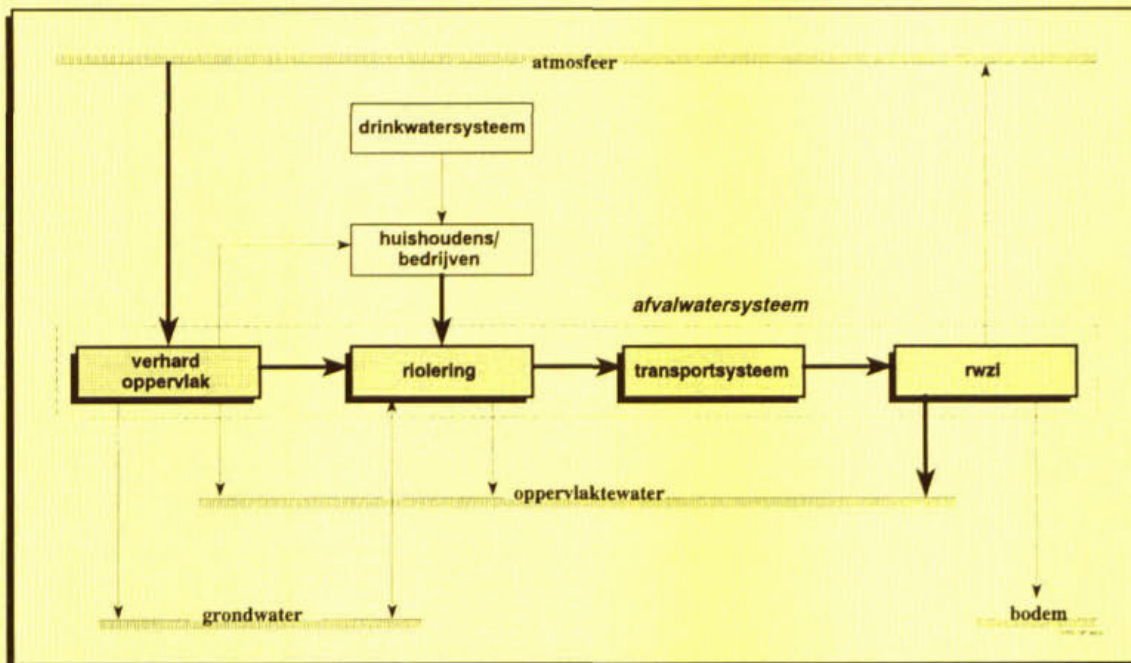 atmosfeer
drinkwatersysteem
huishoudens/
bedrijven
afvalwatersysteem
verhard
oppervlak
riolering
transportsysteem
rwzi
oppervlaktewater
grondwater
bodem